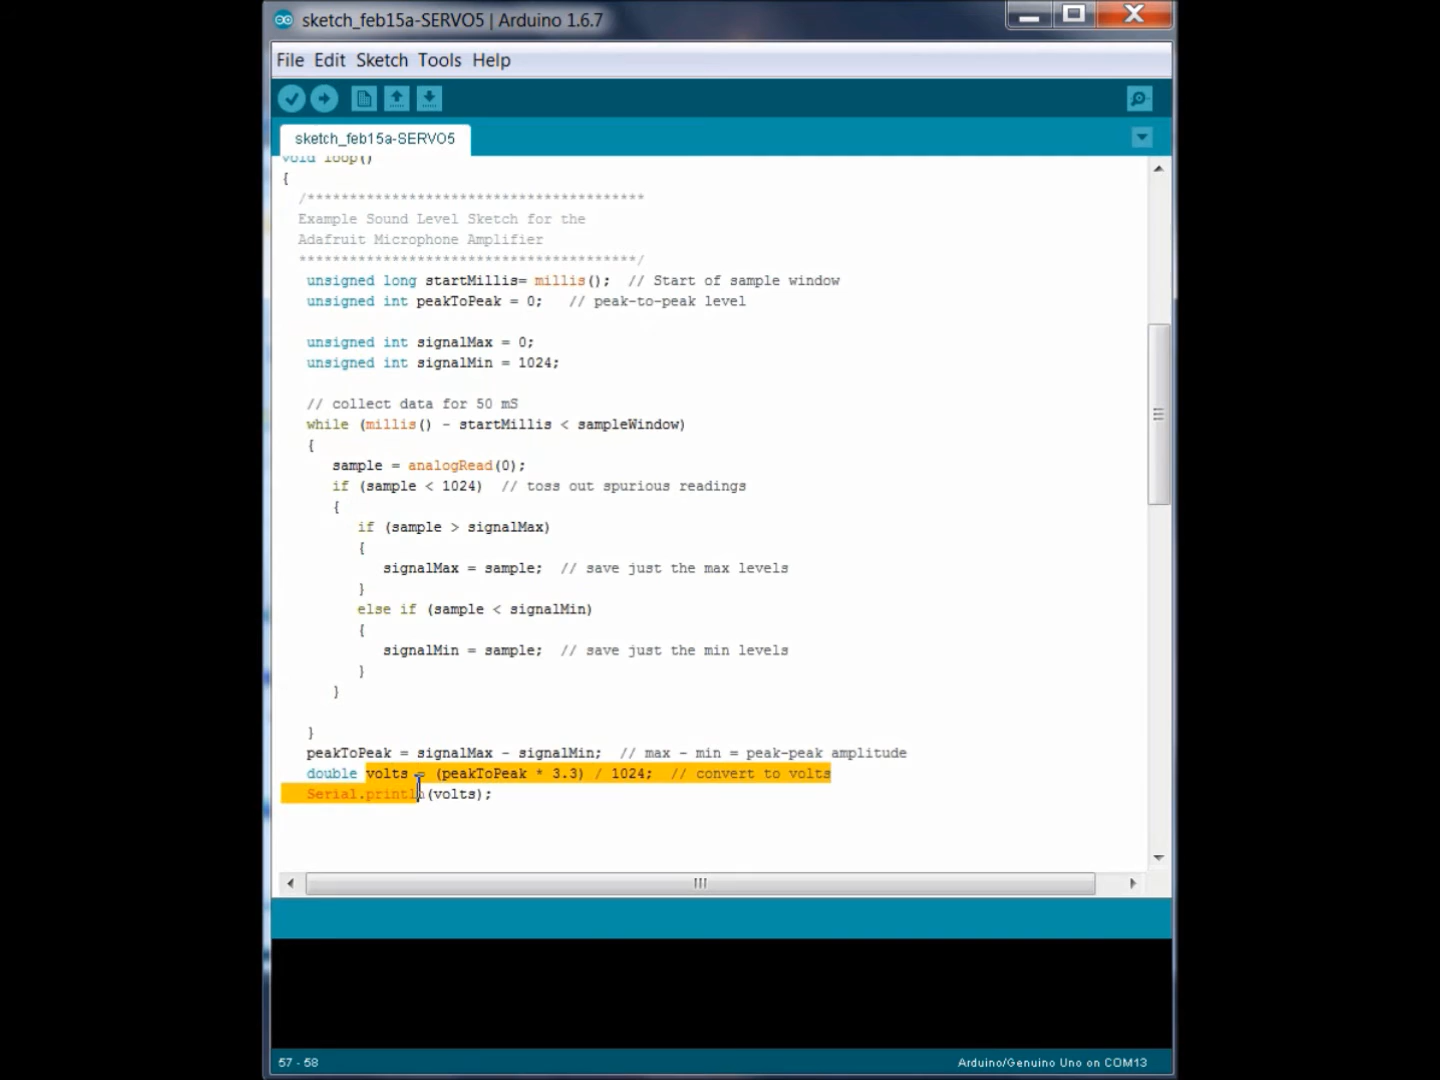 sketch_feb15a-SERVO5 | Arduino 1.6.7
File Edit Sketch Tools Help
sketch_feb15a-SERVO5
void loop()
{
/****************************************
Example Sound Level Sketch for the
Adafruit Microphone Amplifier
****************************************/
unsigned long startMillis= millis();  // Start of sample window
unsigned int peakToPeak = 0;   // peak-to-peak level
unsigned int signalMax = 0;
unsigned int signalMin = 1024;
// collect data for 50 mS
while (millis() - startMillis < sampleWindow)
{
sample = analogRead(0);
if (sample < 1024)  // toss out spurious readings
{
if (sample > signalMax)
{
signalMax = sample;  // save just the max levels
}
else if (sample < signalMin)
{
signalMin = sample;  // save just the min levels
}
}
}
peakToPeak = signalMax - signalMin;  // max - min = peak-peak amplitude
double volts = (peakToPeak * 3.3) / 1024;  // convert to volts
Serial.println(volts);
57 - 58
Arduino/Genuino Uno on COM13